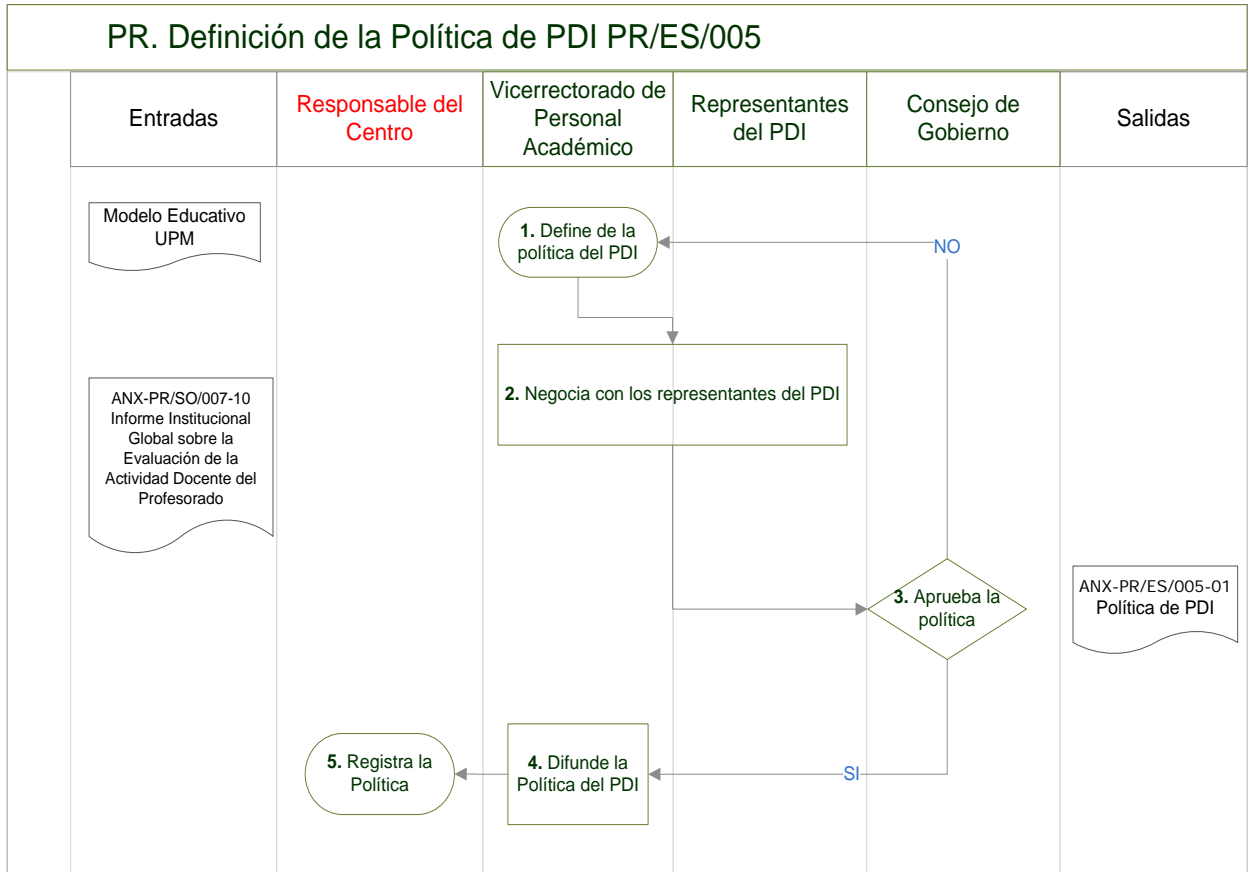 PR. Definición de la Política de PDI PR/ES/005
Entradas
Responsable del
Centro
Vicerrectorado de
Personal
Académico
Representantes
del PDI
Consejo de
Gobierno
Salidas
Modelo Educativo
UPM
1. Define de la
política del PDI
NO
2. Negocia con los representantes del PDI
ANX-PR/SO/007-10
Informe Institucional
Global sobre la
Evaluación de la
Actividad Docente del
Profesorado
3. Aprueba la
política
ANX-PR/ES/005-01
Política de PDI
5. Registra la
Política
4. Difunde la
Política del PDI
SI